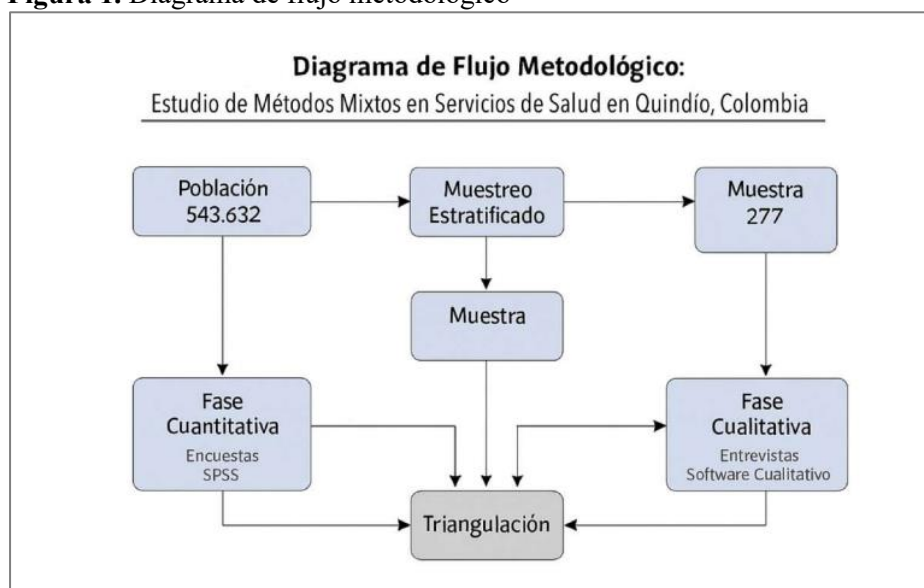 Figura 1. Diagrama de flujo metodológico
Diagrama de Flujo Metodológico:
Estudio de Métodos Mixtos en Servicios de Salud en Quindío, Colombia
Población
543.632
Muestreo
Estratificado
Muestra
277
Muestra
Fase
Cuantitativa
Encuestas
SPSS
Fase
Cualitativa
Entrevistas
Software Cualitativo
Triangulación